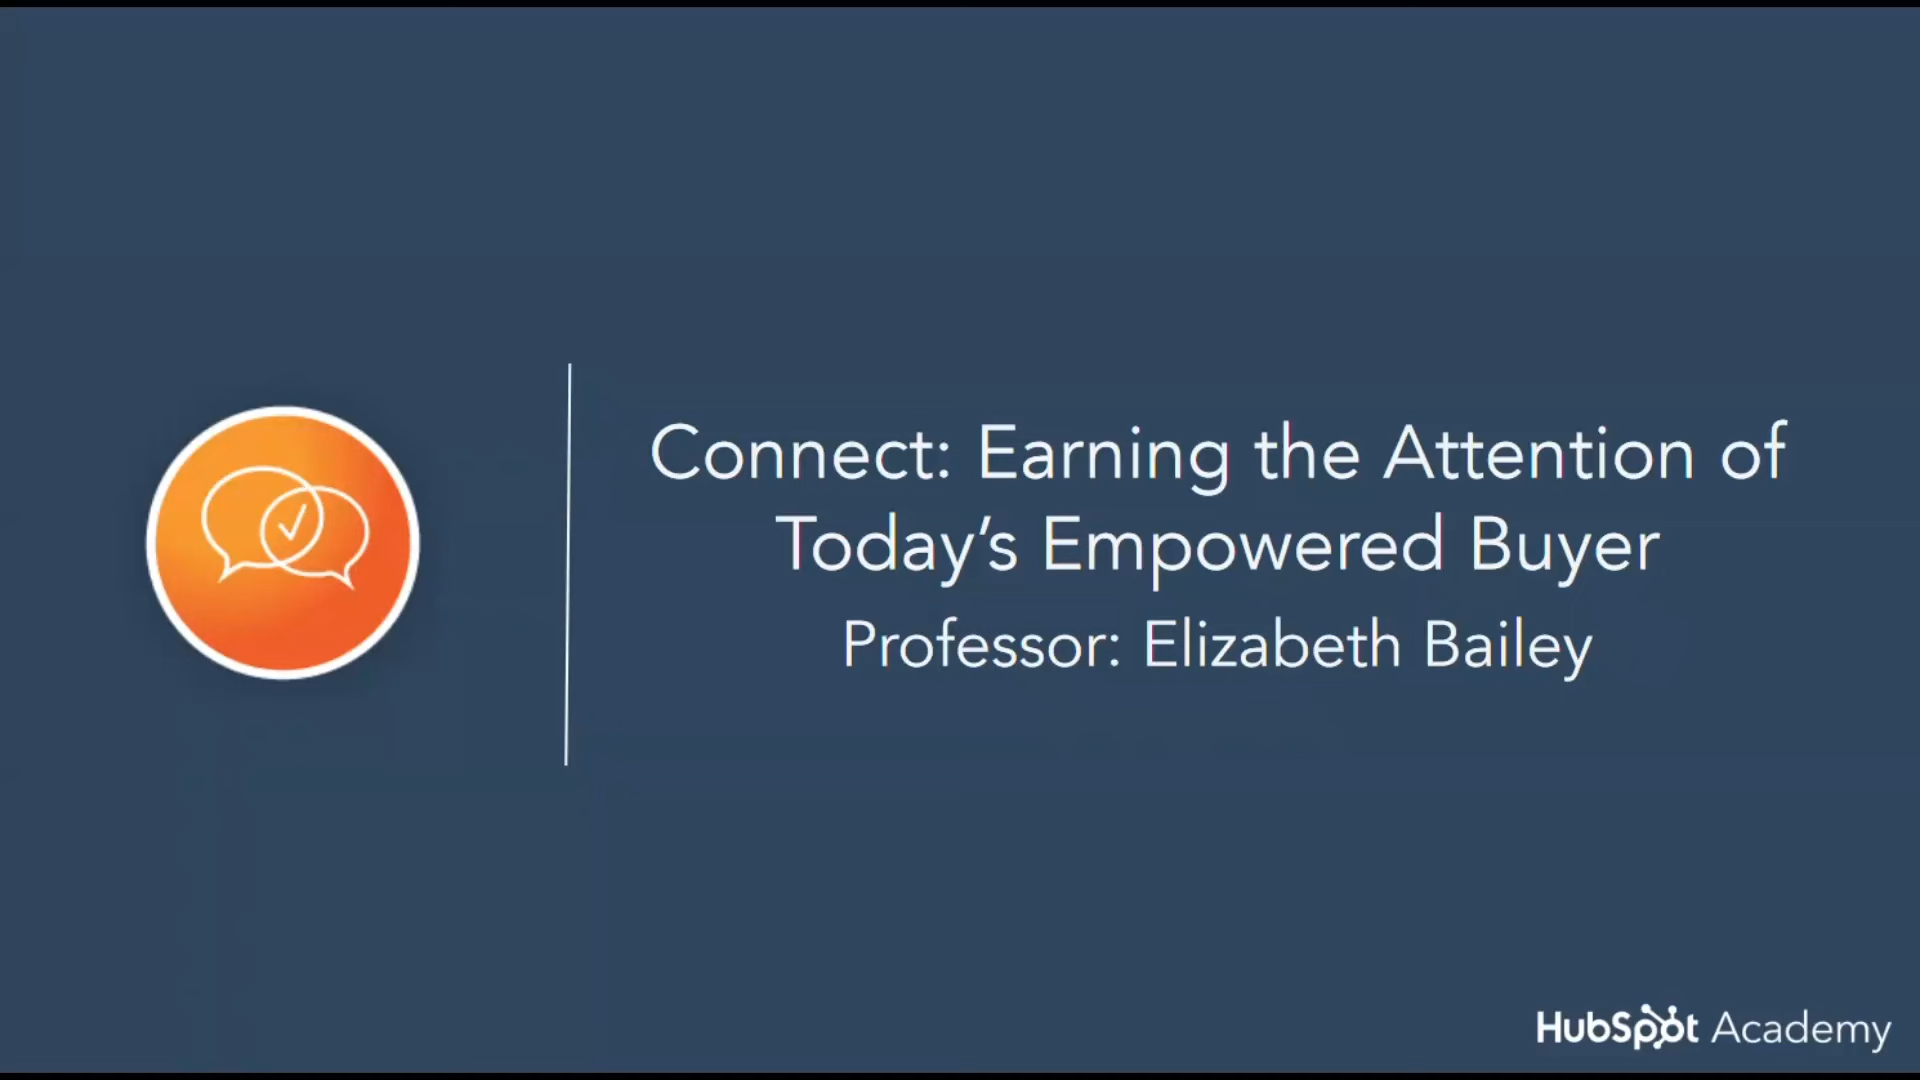 Connect: Earning the Attention of
Today’s Empowered Buyer
Professor: Elizabeth Bailey
HubSpot Academy